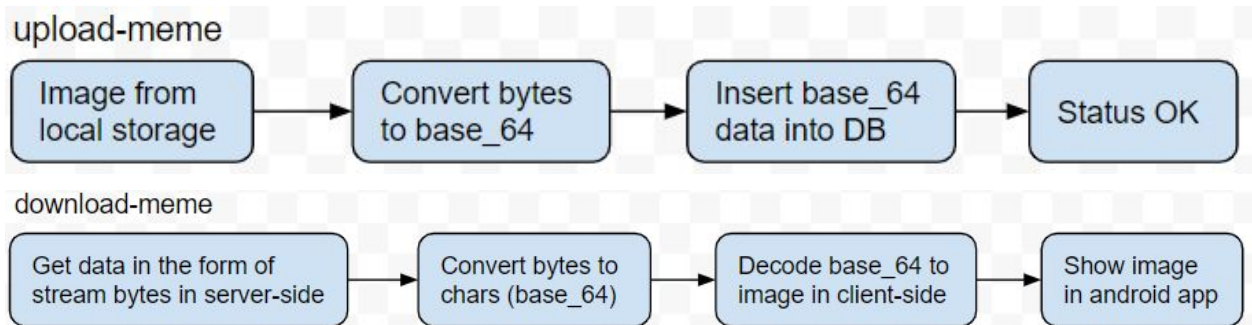 upload-meme
Image from
local storage
Convert bytes
to base_64
Insert base_64
data into DB
Status OK
download-meme
Get data in the form of
stream bytes in server-side
Convert bytes to
chars (base_64)
Decode base_64 to
image in client-side
Show image
in android app